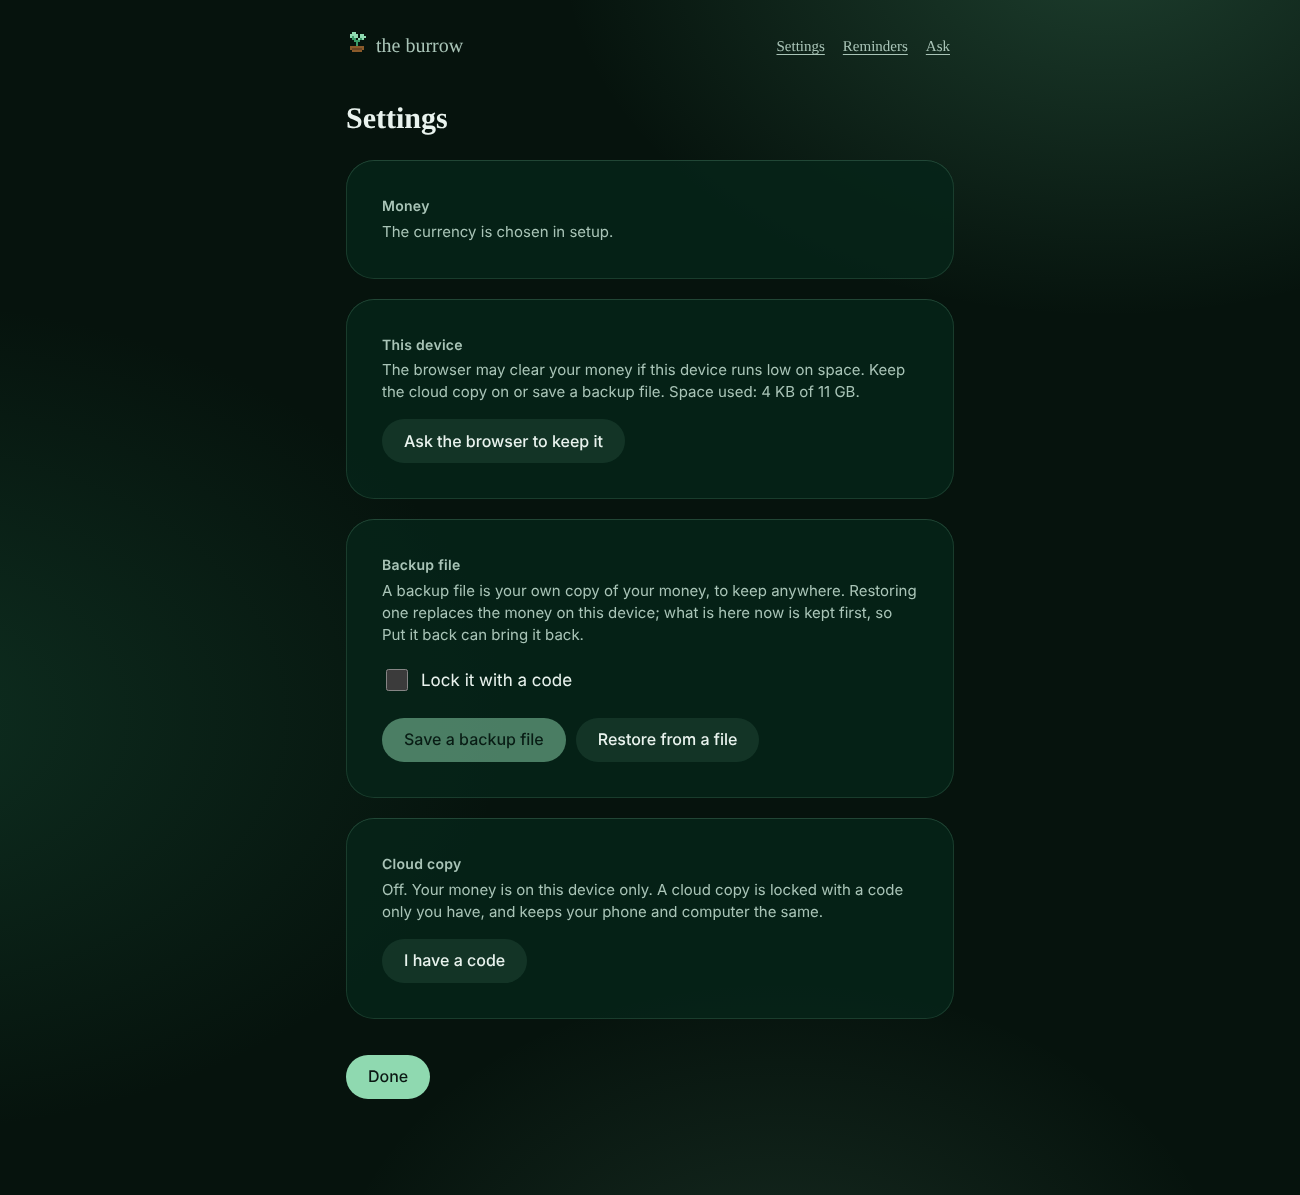 the burrow
Settings Reminders Ask
Settings
Money
The currency is chosen in setup.
This device
The browser may clear your money if this device runs low on space. Keep
the cloud copy on or save a backup file. Space used: 4 KB of 11 GB.
Ask the browser to keep it
Backup file
A backup file is your own copy of your money, to keep anywhere. Restoring
one replaces the money on this device; what is here now is kept first, so
Put it back can bring it back.
Lock it with a code
Save a backup file
Restore from a file
Cloud copy
Off. Your money is on this device only. A cloud copy is locked with a code
only you have, and keeps your phone and computer the same.
I have a code
Done